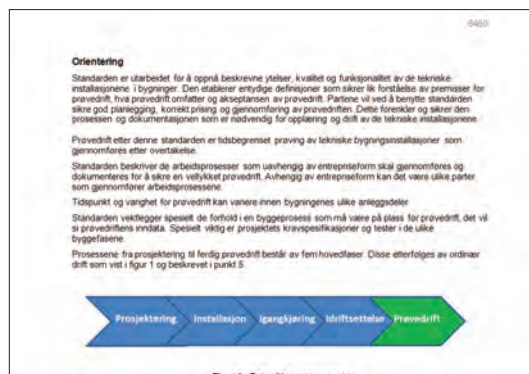 6450
Orientering
Standarden er utarbeidet for å oppnå beskrevne ytelser, kvalitet og funksjonalitet av de tekniske
installasjonene i bygninger. Den etablerer entydige definisjoner som sikrer lik forståelse av premisser for
prøvedrift, hva prøvedrift omfatter og akseptansen av prøvedrift. Partene vil ved å benytte standarden
sikre god planlegging, korrekt prising og gjennomføring av prøvedriften. Dette forenkler og sikrer den
prosessen og dokumentasjonen som er nødvendig for opplæring og drift av de tekniske installasjonene.
Prøvedrift etter denne standarden er tidsbegrenset prøving av tekniske bygningsinstallasjoner som
gjennomføres etter overtakelse.
Standarden beskriver de arbeidsprosesser som uavhengig av entrepriseform skal gjennomføres og
dokumenteres for å sikre en vellykket prøvedrift. Avhengig av entrepriseform kan det være ulike parter
som gjennomfører arbeidsprosessene.
Tidspunkt og varighet for prøvedrift kan variere innen bygningenes ulike anleggsdeler.
Standarden vektlegger spesielt de forhold i en byggeprosess som må være på plass før prøvedrift, det vil
si prøvedriftens inndata. Spesielt viktig er prosjektets kravspesifikasjoner og tester i de ulike
byggefasene.
Prosessene fra prosjektering til ferdig prøvedrift består av fem hovedfaser. Disse etterfølges av ordinær
drift som vist i figur 1 og beskrevet i punkt 5.
Prosjektering Installasjon Igangkjøring Idriftsettelse Prøvedrift